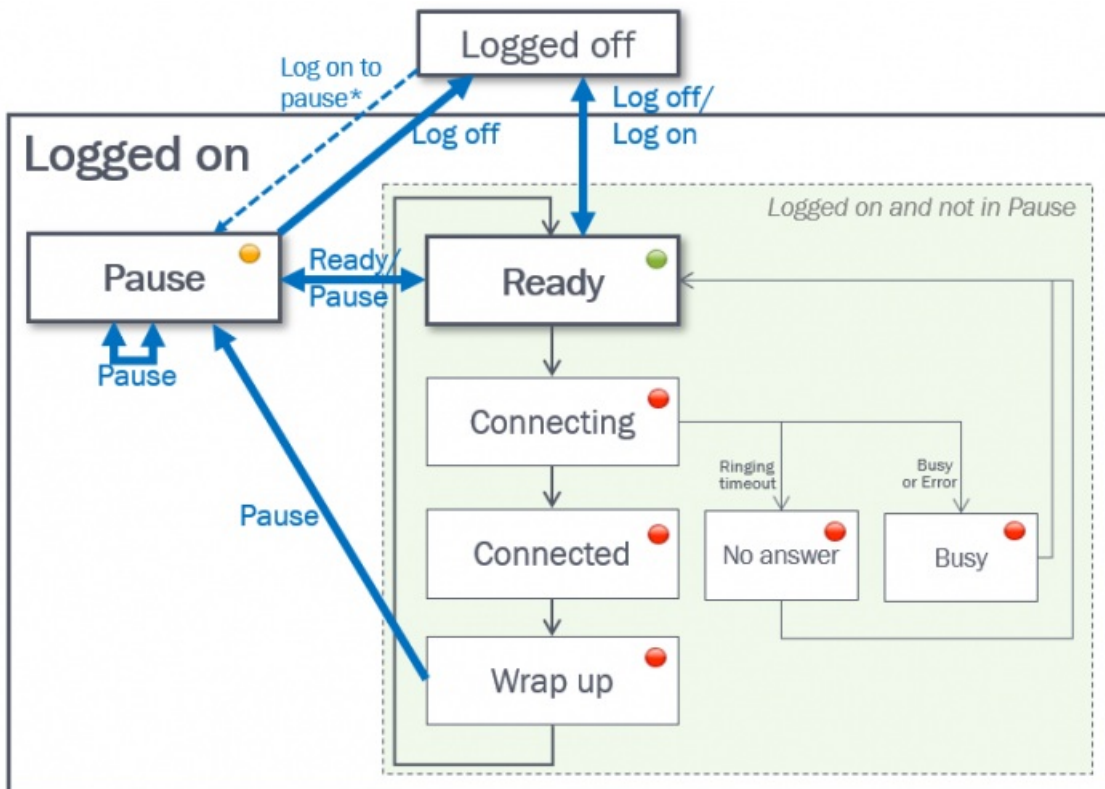 Logged off
Log on to
pause*
Log off/
Log on
Log off
Logged on
Logged on and not in Pause
Pause
Ready/
Pause
Ready
Pause
Connecting
Ringing
timeout
Busy
or Error
Pause
Connected
No answer
Busy
Wrap up